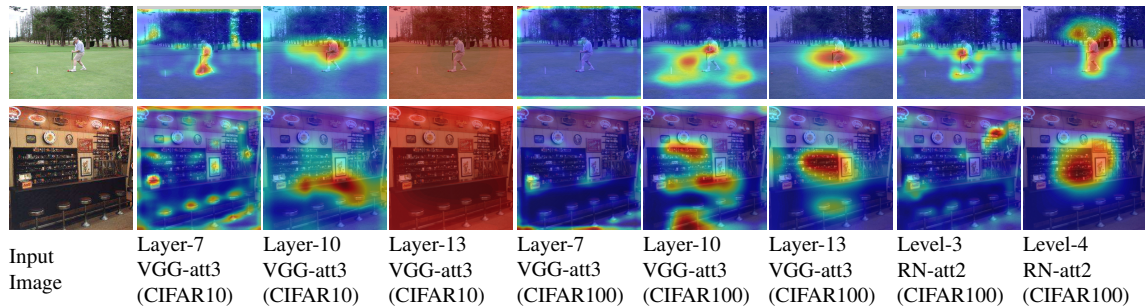 Input
Image
Layer-7
VGG-att3
(CIFAR10)
Layer-10
VGG-att3
(CIFAR10)
Layer-13
VGG-att3
(CIFAR10)
Layer-7
VGG-att3
(CIFAR100)
Layer-10
VGG-att3
(CIFAR100)
Layer-13
VGG-att3
(CIFAR100)
Level-3
RN-att2
(CIFAR100)
Level-4
RN-att2
(CIFAR100)